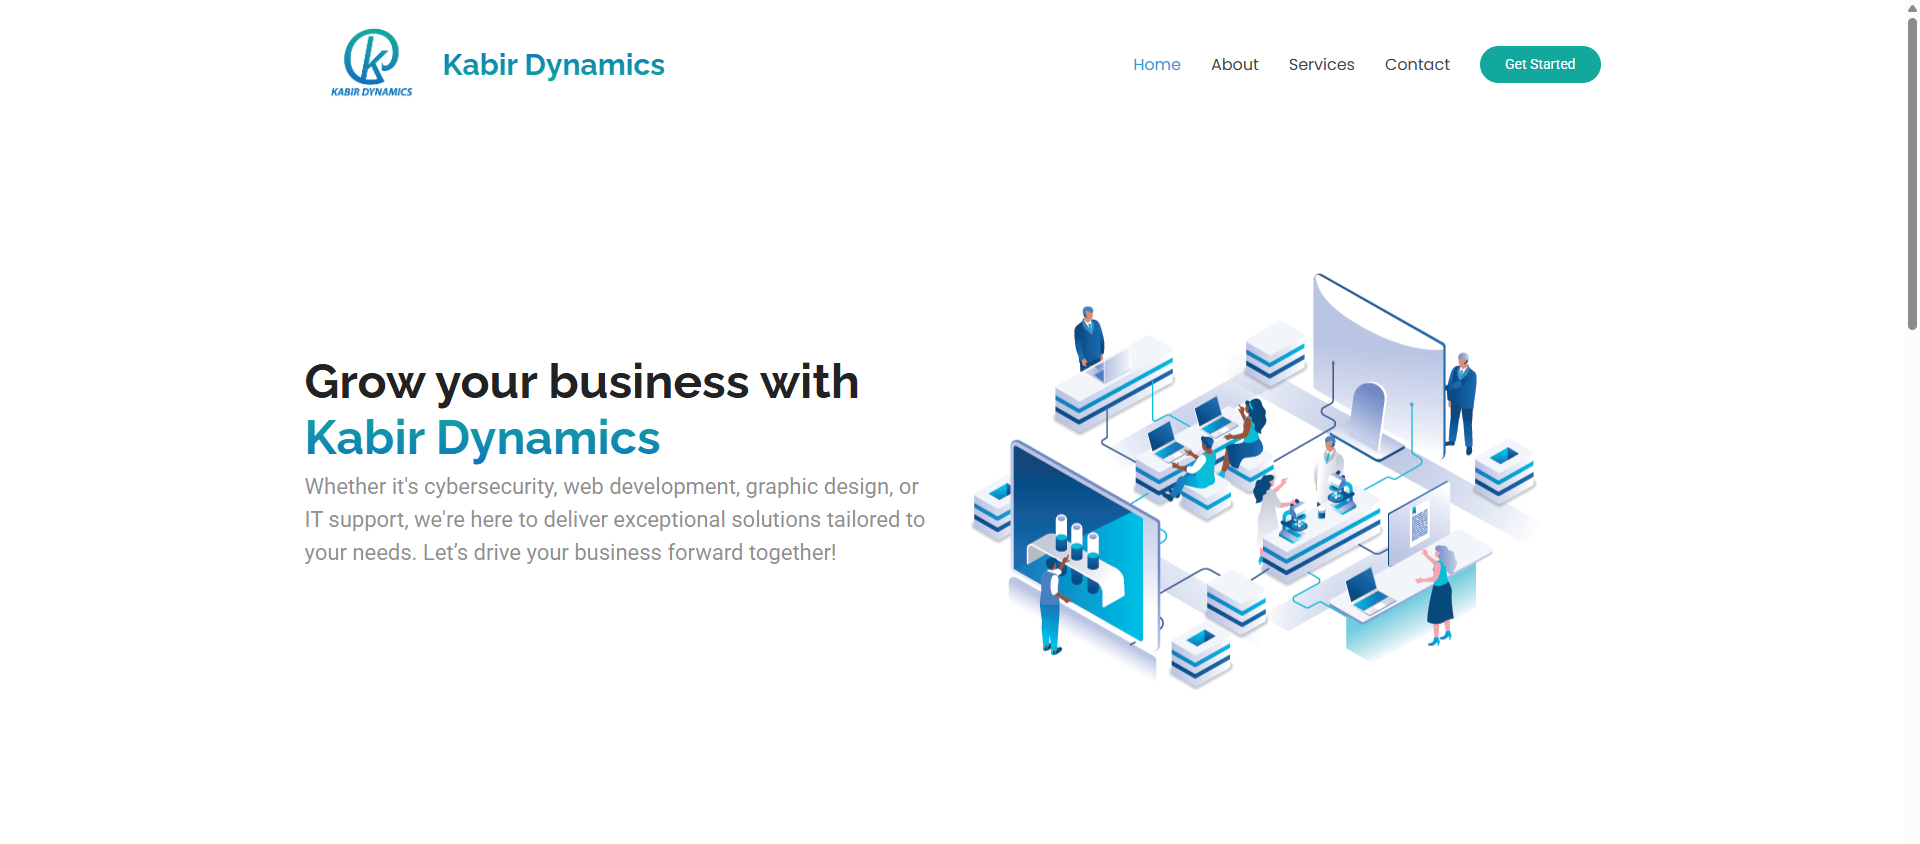 KABIR DYNAMICS
Kabir Dynamics
Home
About
Services
Contact
Get Started
Grow your business with
Kabir Dynamics
Whether it's cybersecurity, web development, graphic design, or
IT support, we're here to deliver exceptional solutions tailored to
your needs. Let’s drive your business forward together!